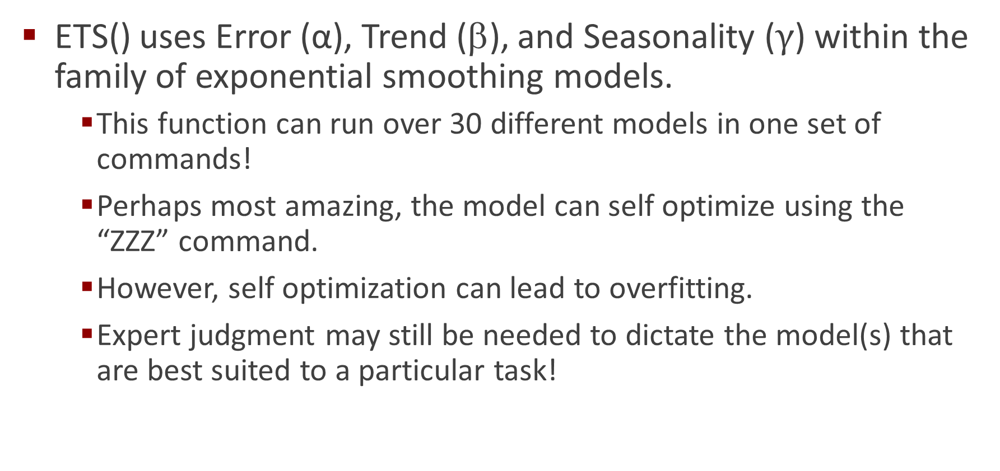 ▪ ETS() uses Error (α), Trend (β), and Seasonality (γ) within the
family of exponential smoothing models.
▪This function can run over 30 different models in one set of
commands!
▪Perhaps most amazing, the model can self optimize using the
“ZZZ” command.
▪However, self optimization can lead to overfitting.
▪Expert judgment may still be needed to dictate the model(s) that
are best suited to a particular task!